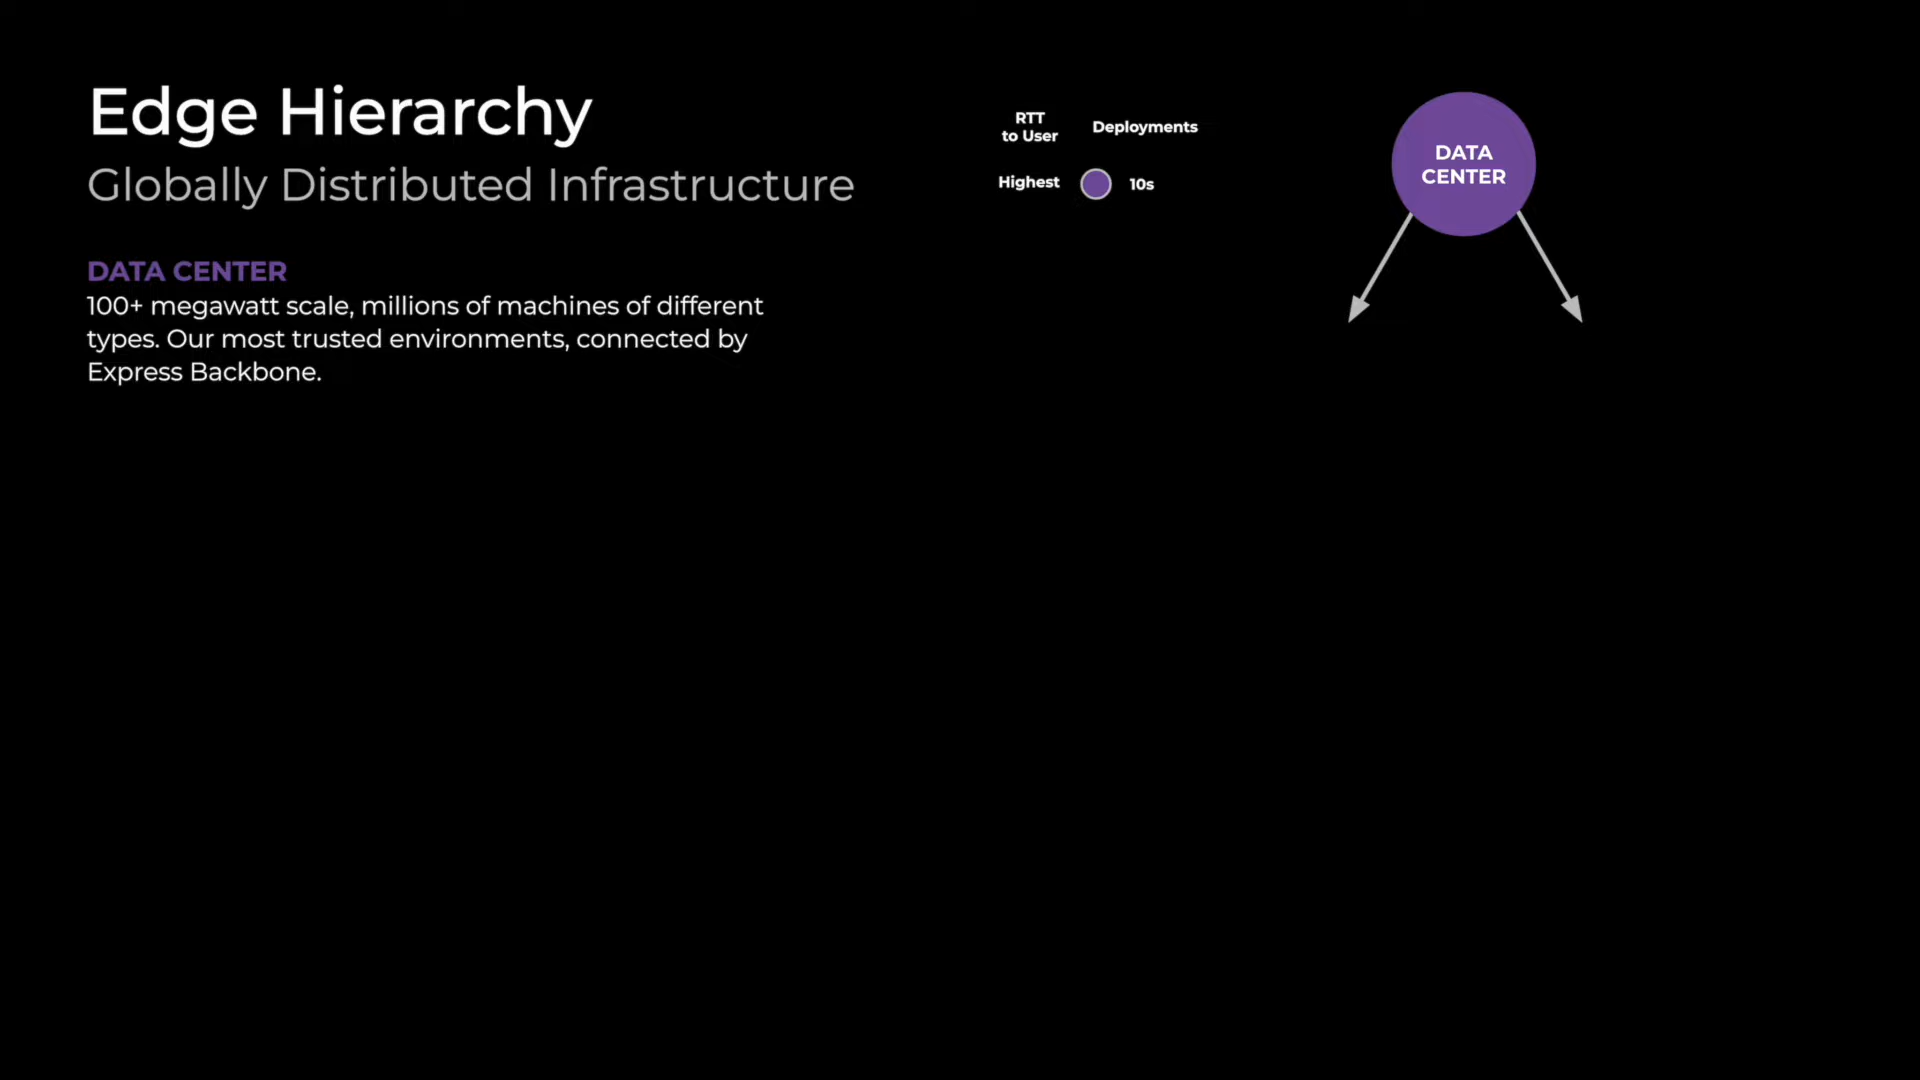 Edge Hierarchy
Globally Distributed Infrastructure
DATA CENTER
100+ megawatt scale, millions of machines of different
types. Our most trusted environments, connected by
Express Backbone.
RTT
to User
Deployments
Highest
10s
DATA
CENTER